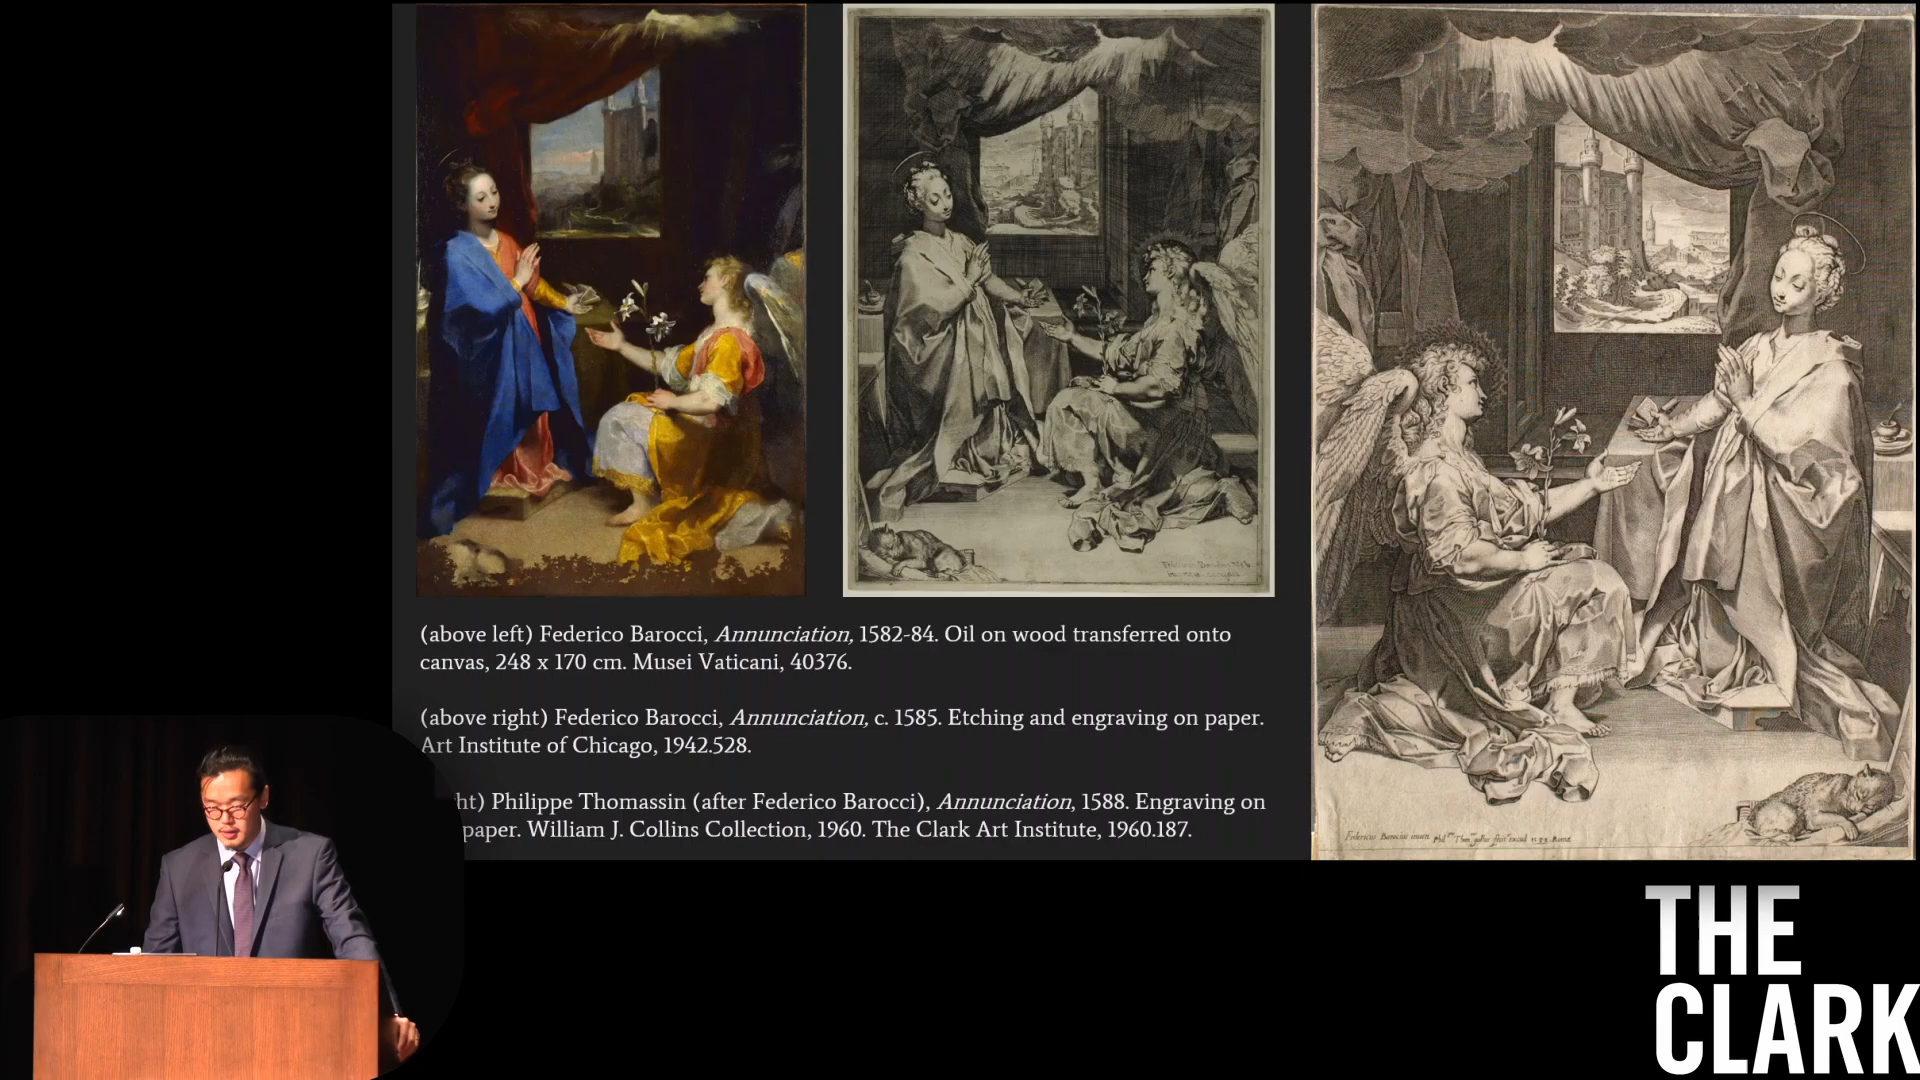 (above left) Federico Barocci, Annunciation, 1582-84. Oil on wood transferred onto
canvas, 248 x 170 cm. Musei Vaticani, 40376.
(above right) Federico Barocci, Annunciation, c. 1585. Etching and engraving on paper.
Art Institute of Chicago, 1942.528.
ht) Philippe Thomassin (after Federico Barocci), Annunciation, 1588. Engraving on
paper. William J. Collins Collection, 1960. The Clark Art Institute, 1960.187.
THE
CLARK